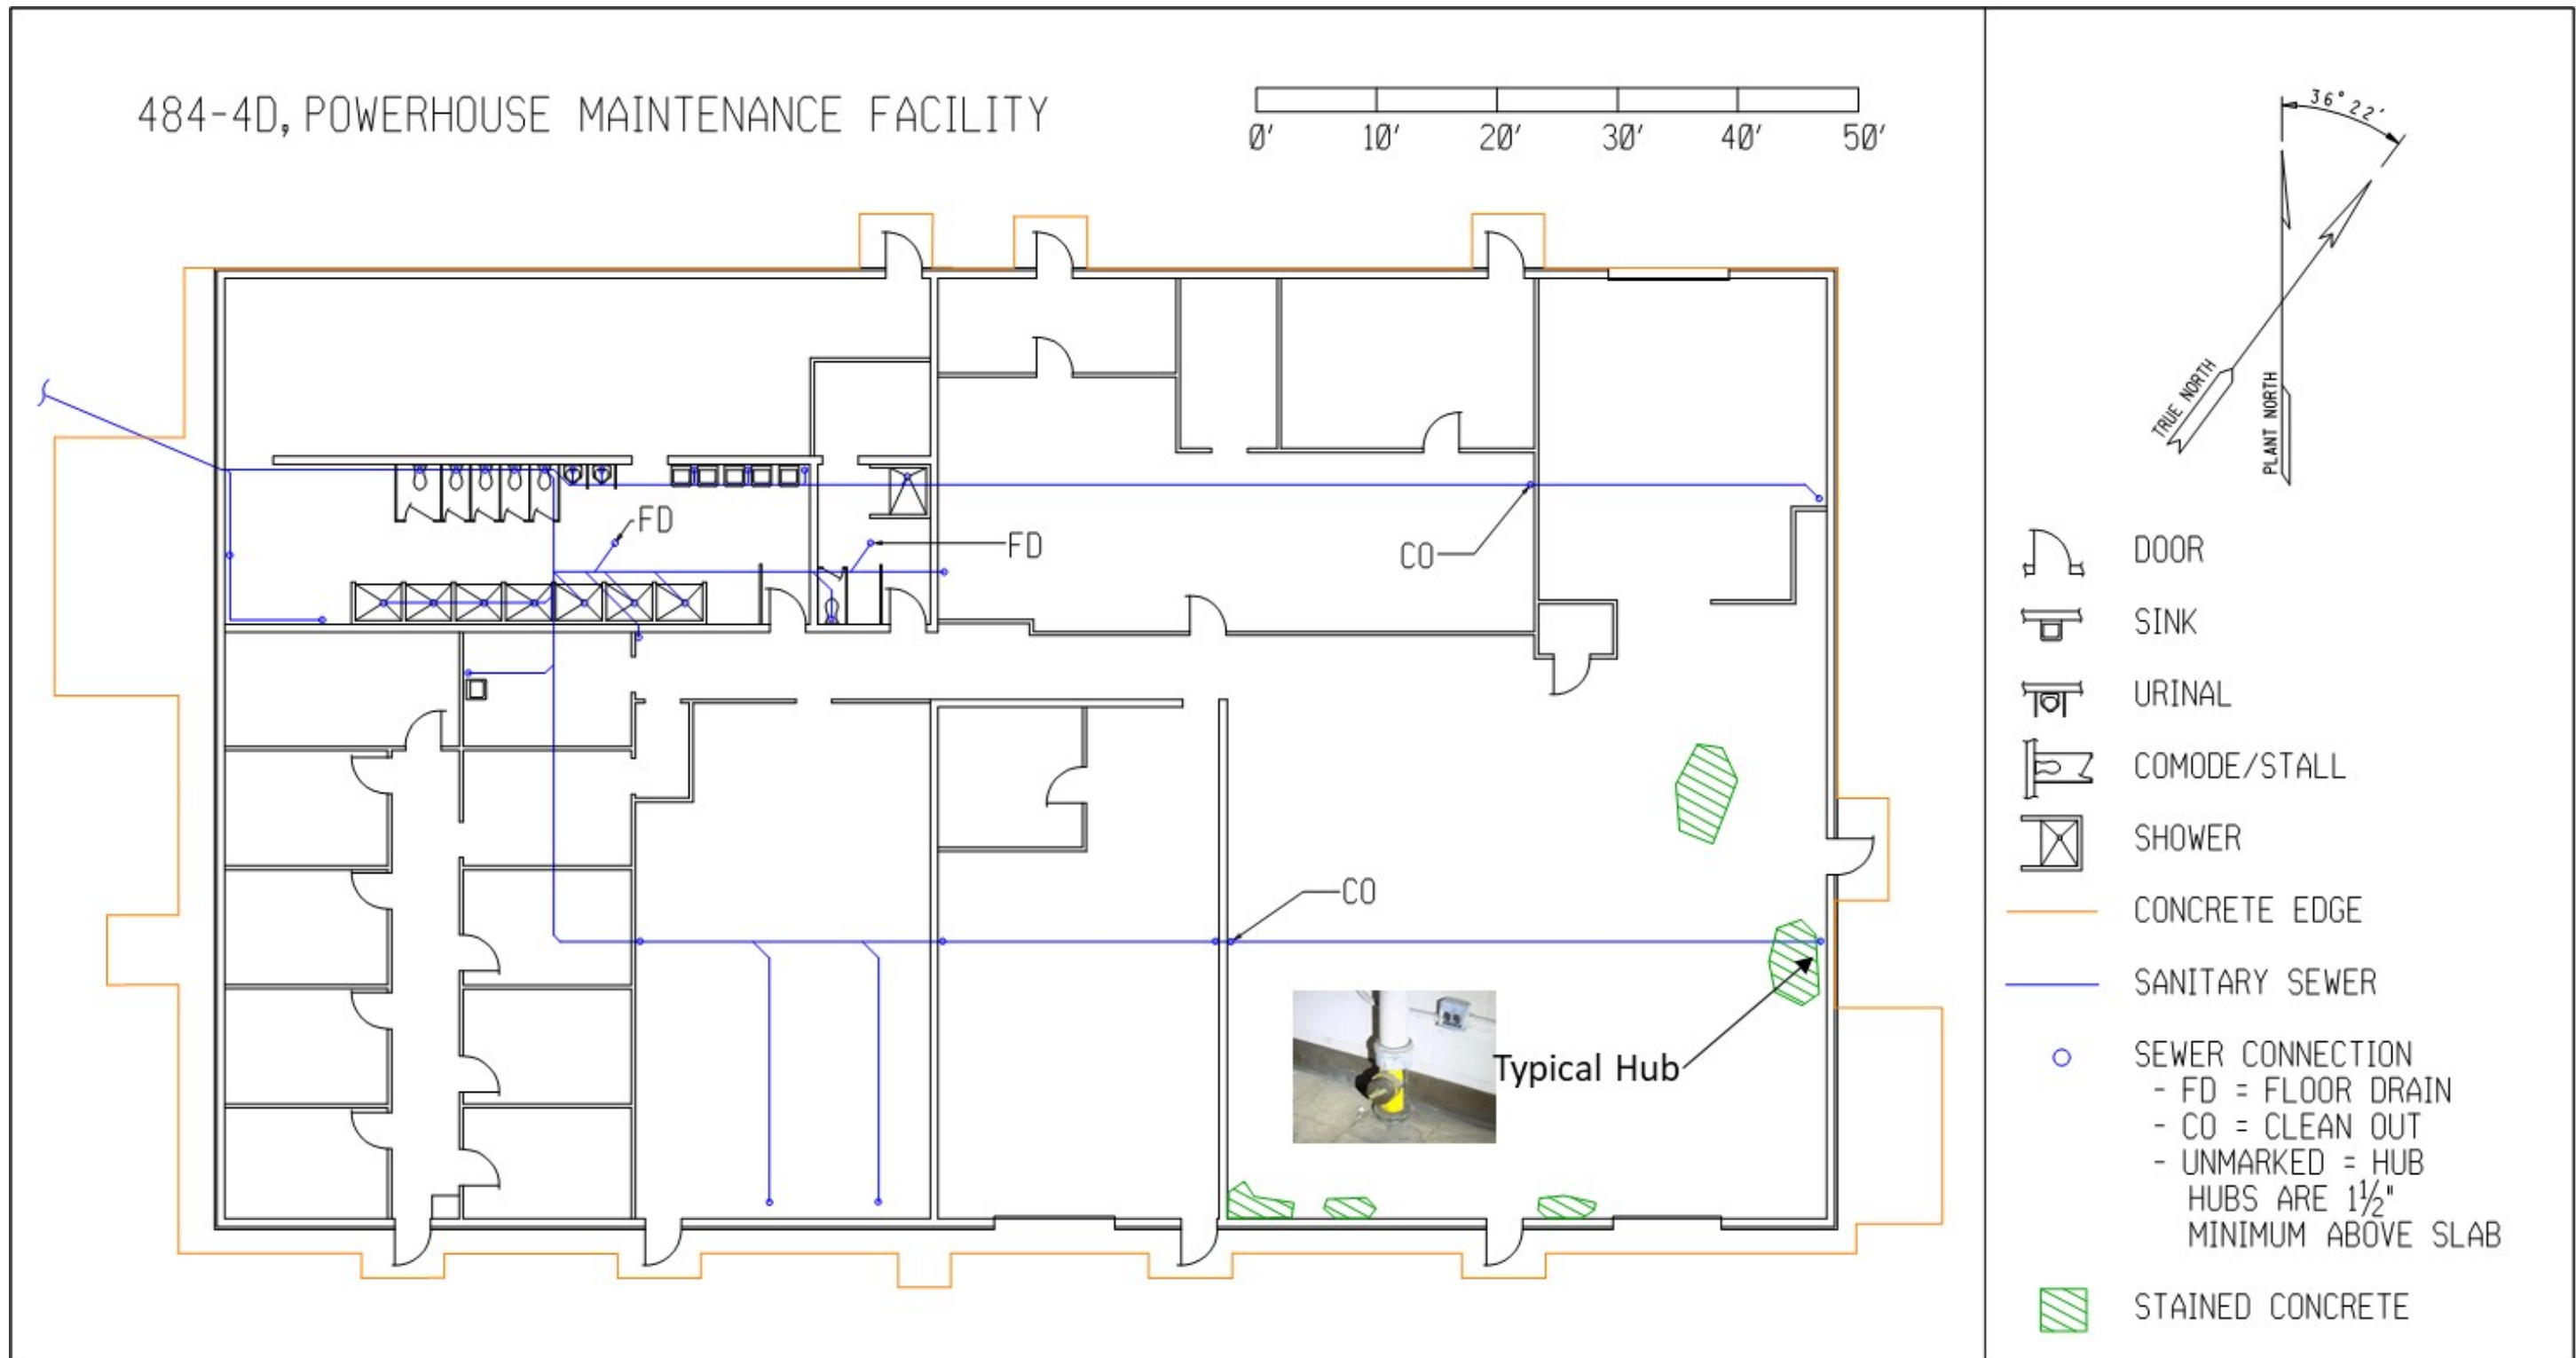 484-4D, POWERHOUSE MAINTENANCE FACILITY
0' 10' 20' 30' 40' 50'
36° 22'
TRUE NORTH
PLANT NORTH
FD
FD
CO
CO
Typical Hub
DOOR
SINK
URINAL
COMODE/STALL
SHOWER
CONCRETE EDGE
SANITARY SEWER
SEWER CONNECTION
- FD = FLOOR DRAIN
- CO = CLEAN OUT
- UNMARKED = HUB
HUBS ARE 1½"
MINIMUM ABOVE SLAB
STAINED CONCRETE